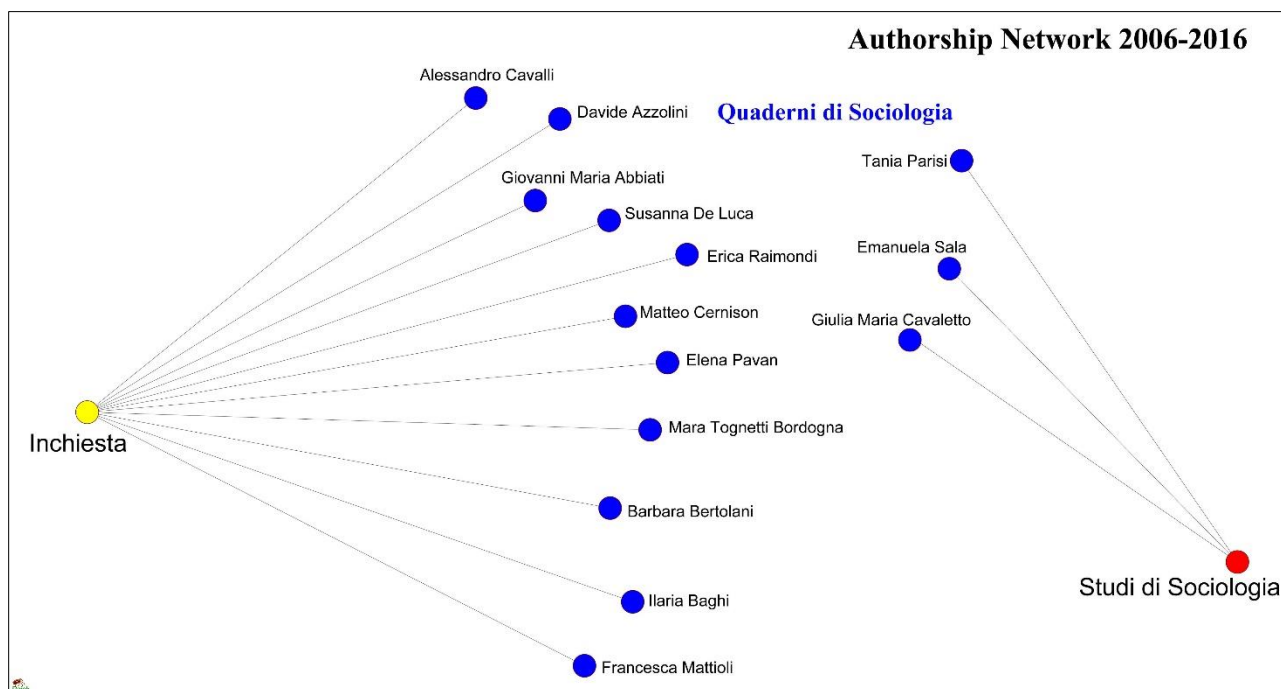 Authorship Network 2006-2016
Alessandro Cavalli
Davide Azzolini
Quaderni di Sociologia
Tania Parisi
Giovanni Maria Abbiati
Susanna De Luca
Erica Raimondi
Emanuela Sala
Matteo Cernison
Giulia Maria Cavaletto
Elena Pavan
Mara Tognetti Bordogna
Inchiesta
Barbara Bertolani
Studi di Sociologia
Ilaria Baghi
Francesca Mattioli